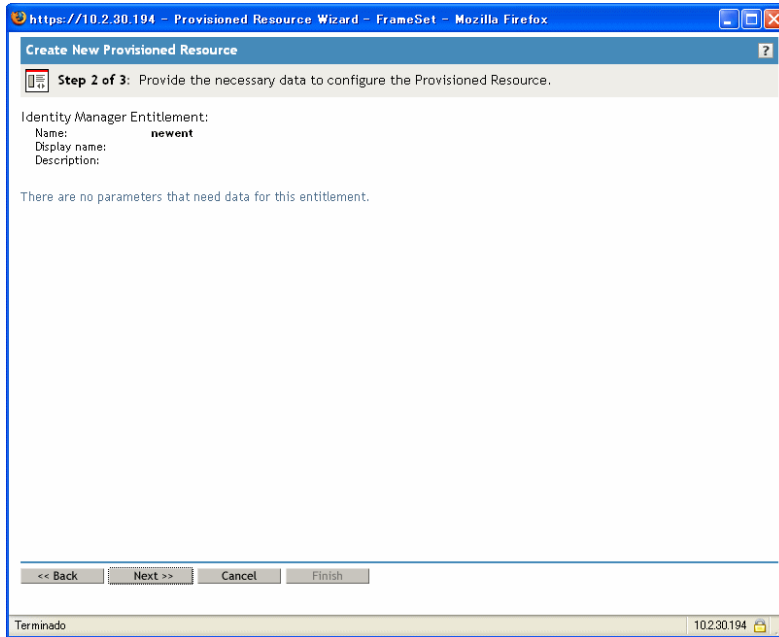 https://10.2.30.194 - Provisioned Resource Wizard - FrameSet - Mozilla Firefox
Create New Provisioned Resource
?
Step 2 of 3: Provide the necessary data to configure the Provisioned Resource.
Identity Manager Entitlement:
Name: newent
Display name:
Description:
There are no parameters that need data for this entitlement.
<< Back Next >> Cancel Finish
Terminado 10.2.30.194